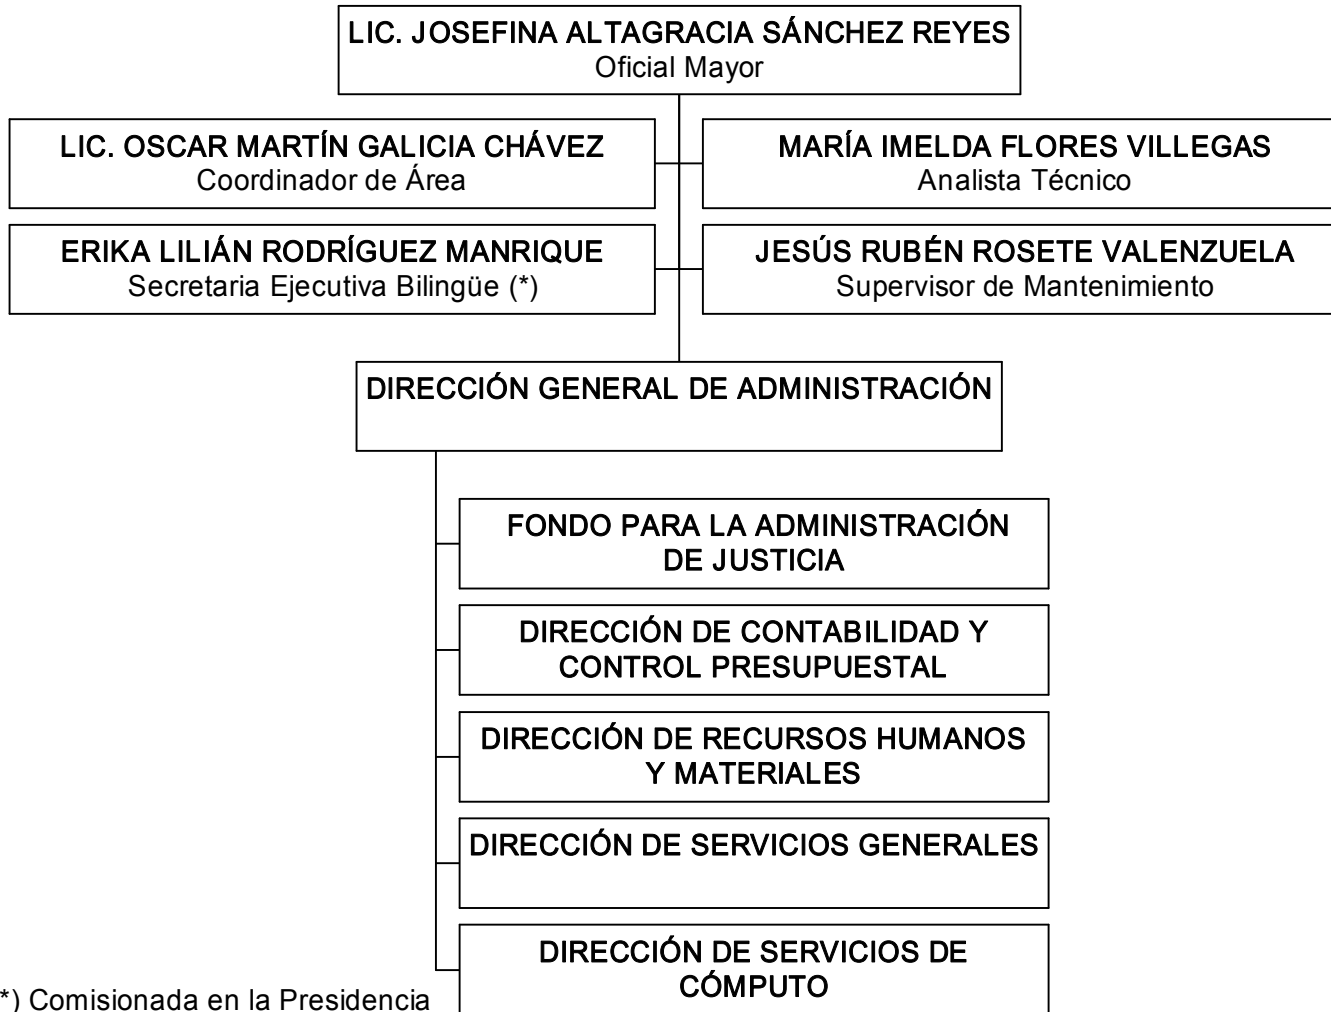 LIC. JOSEFINA ALTAGRACIA SÁNCHEZ REYES
Oficial Mayor
LIC. OSCAR MARTÍN GALICIA CHÁVEZ
Coordinador de Área
MARÍA IMELDA FLORES VILLEGAS
Analista Técnico
ERIKA LILIÁN RODRÍGUEZ MANRIQUE
Secretaria Ejecutiva Bilingüe (*)
JESÚS RUBÉN ROSETE VALENZUELA
Supervisor de Mantenimiento
DIRECCIÓN GENERAL DE ADMINISTRACIÓN
FONDO PARA LA ADMINISTRACIÓN
DE JUSTICIA
DIRECCIÓN DE CONTABILIDAD Y
CONTROL PRESUPUESTAL
DIRECCIÓN DE RECURSOS HUMANOS
Y MATERIALES
DIRECCIÓN DE SERVICIOS GENERALES
DIRECCIÓN DE SERVICIOS DE
CÓMPUTO
*) Comisionada en la Presidencia